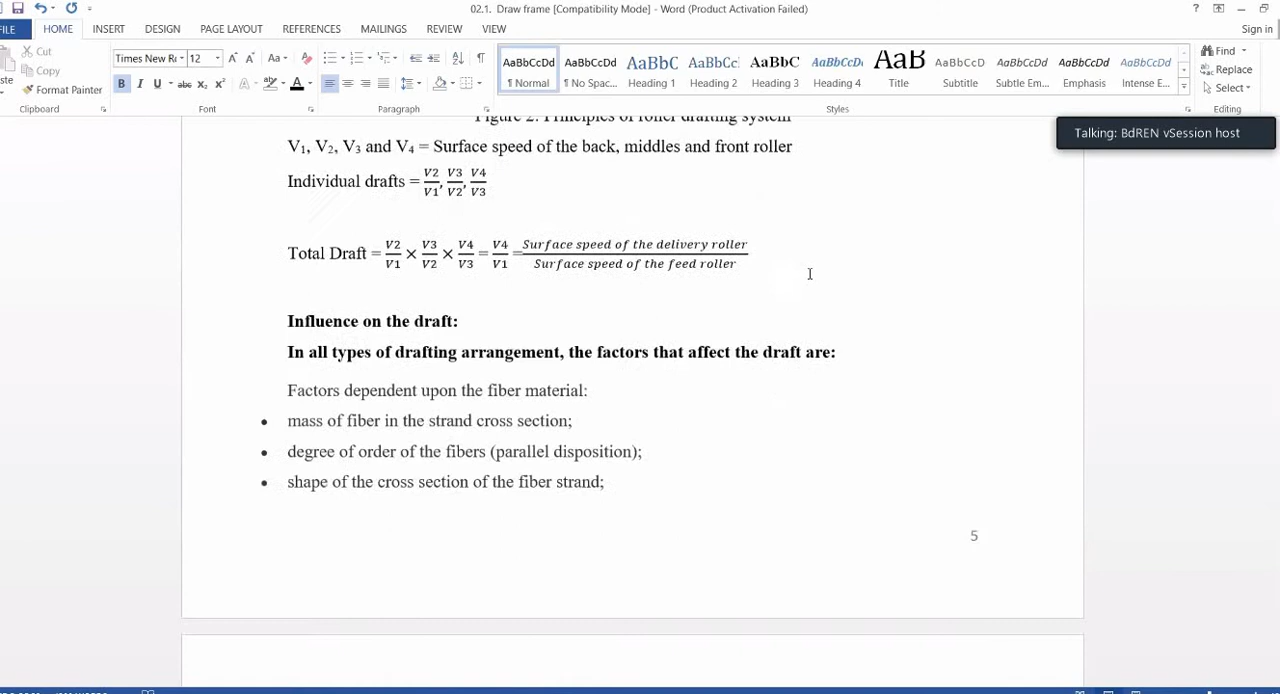 02.1. Draw frame [Compatibility Mode] - Word (Product Activation Failed)
FILE HOME INSERT DESIGN PAGE LAYOUT REFERENCES MAILINGS REVIEW VIEW Sign in
Cut
Copy
Format Painter
Clipboard
Times New Ro 12
Font
Paragraph
AaBbCcDd AaBbCcDd AaBbC AaBbCc AaBbC AaBbCcDd AaB AaBbCcD AaBbCcDd AaBbCcDd AaBbCcDd
¶ Normal ¶ No Spac... Heading 1 Heading 2 Heading 3 Heading 4 Title Subtitle Subtle Em... Emphasis Intense E...
Styles
Find
Replace
Select
Editing
Talking: BdREN vSession host
Figure 2: Principles of roller drafting system
V₁, V₂, V₃ and V₄ = Surface speed of the back, middles and front roller
Individual drafts = V2/V1, V3/V2, V4/V3
Total Draft = V2/V1 × V3/V2 × V4/V3 = V4/V1 = Surface speed of the delivery roller / Surface speed of the feed roller
Influence on the draft:
In all types of drafting arrangement, the factors that affect the draft are:
Factors dependent upon the fiber material:
• mass of fiber in the strand cross section;
• degree of order of the fibers (parallel disposition);
• shape of the cross section of the fiber strand;
5